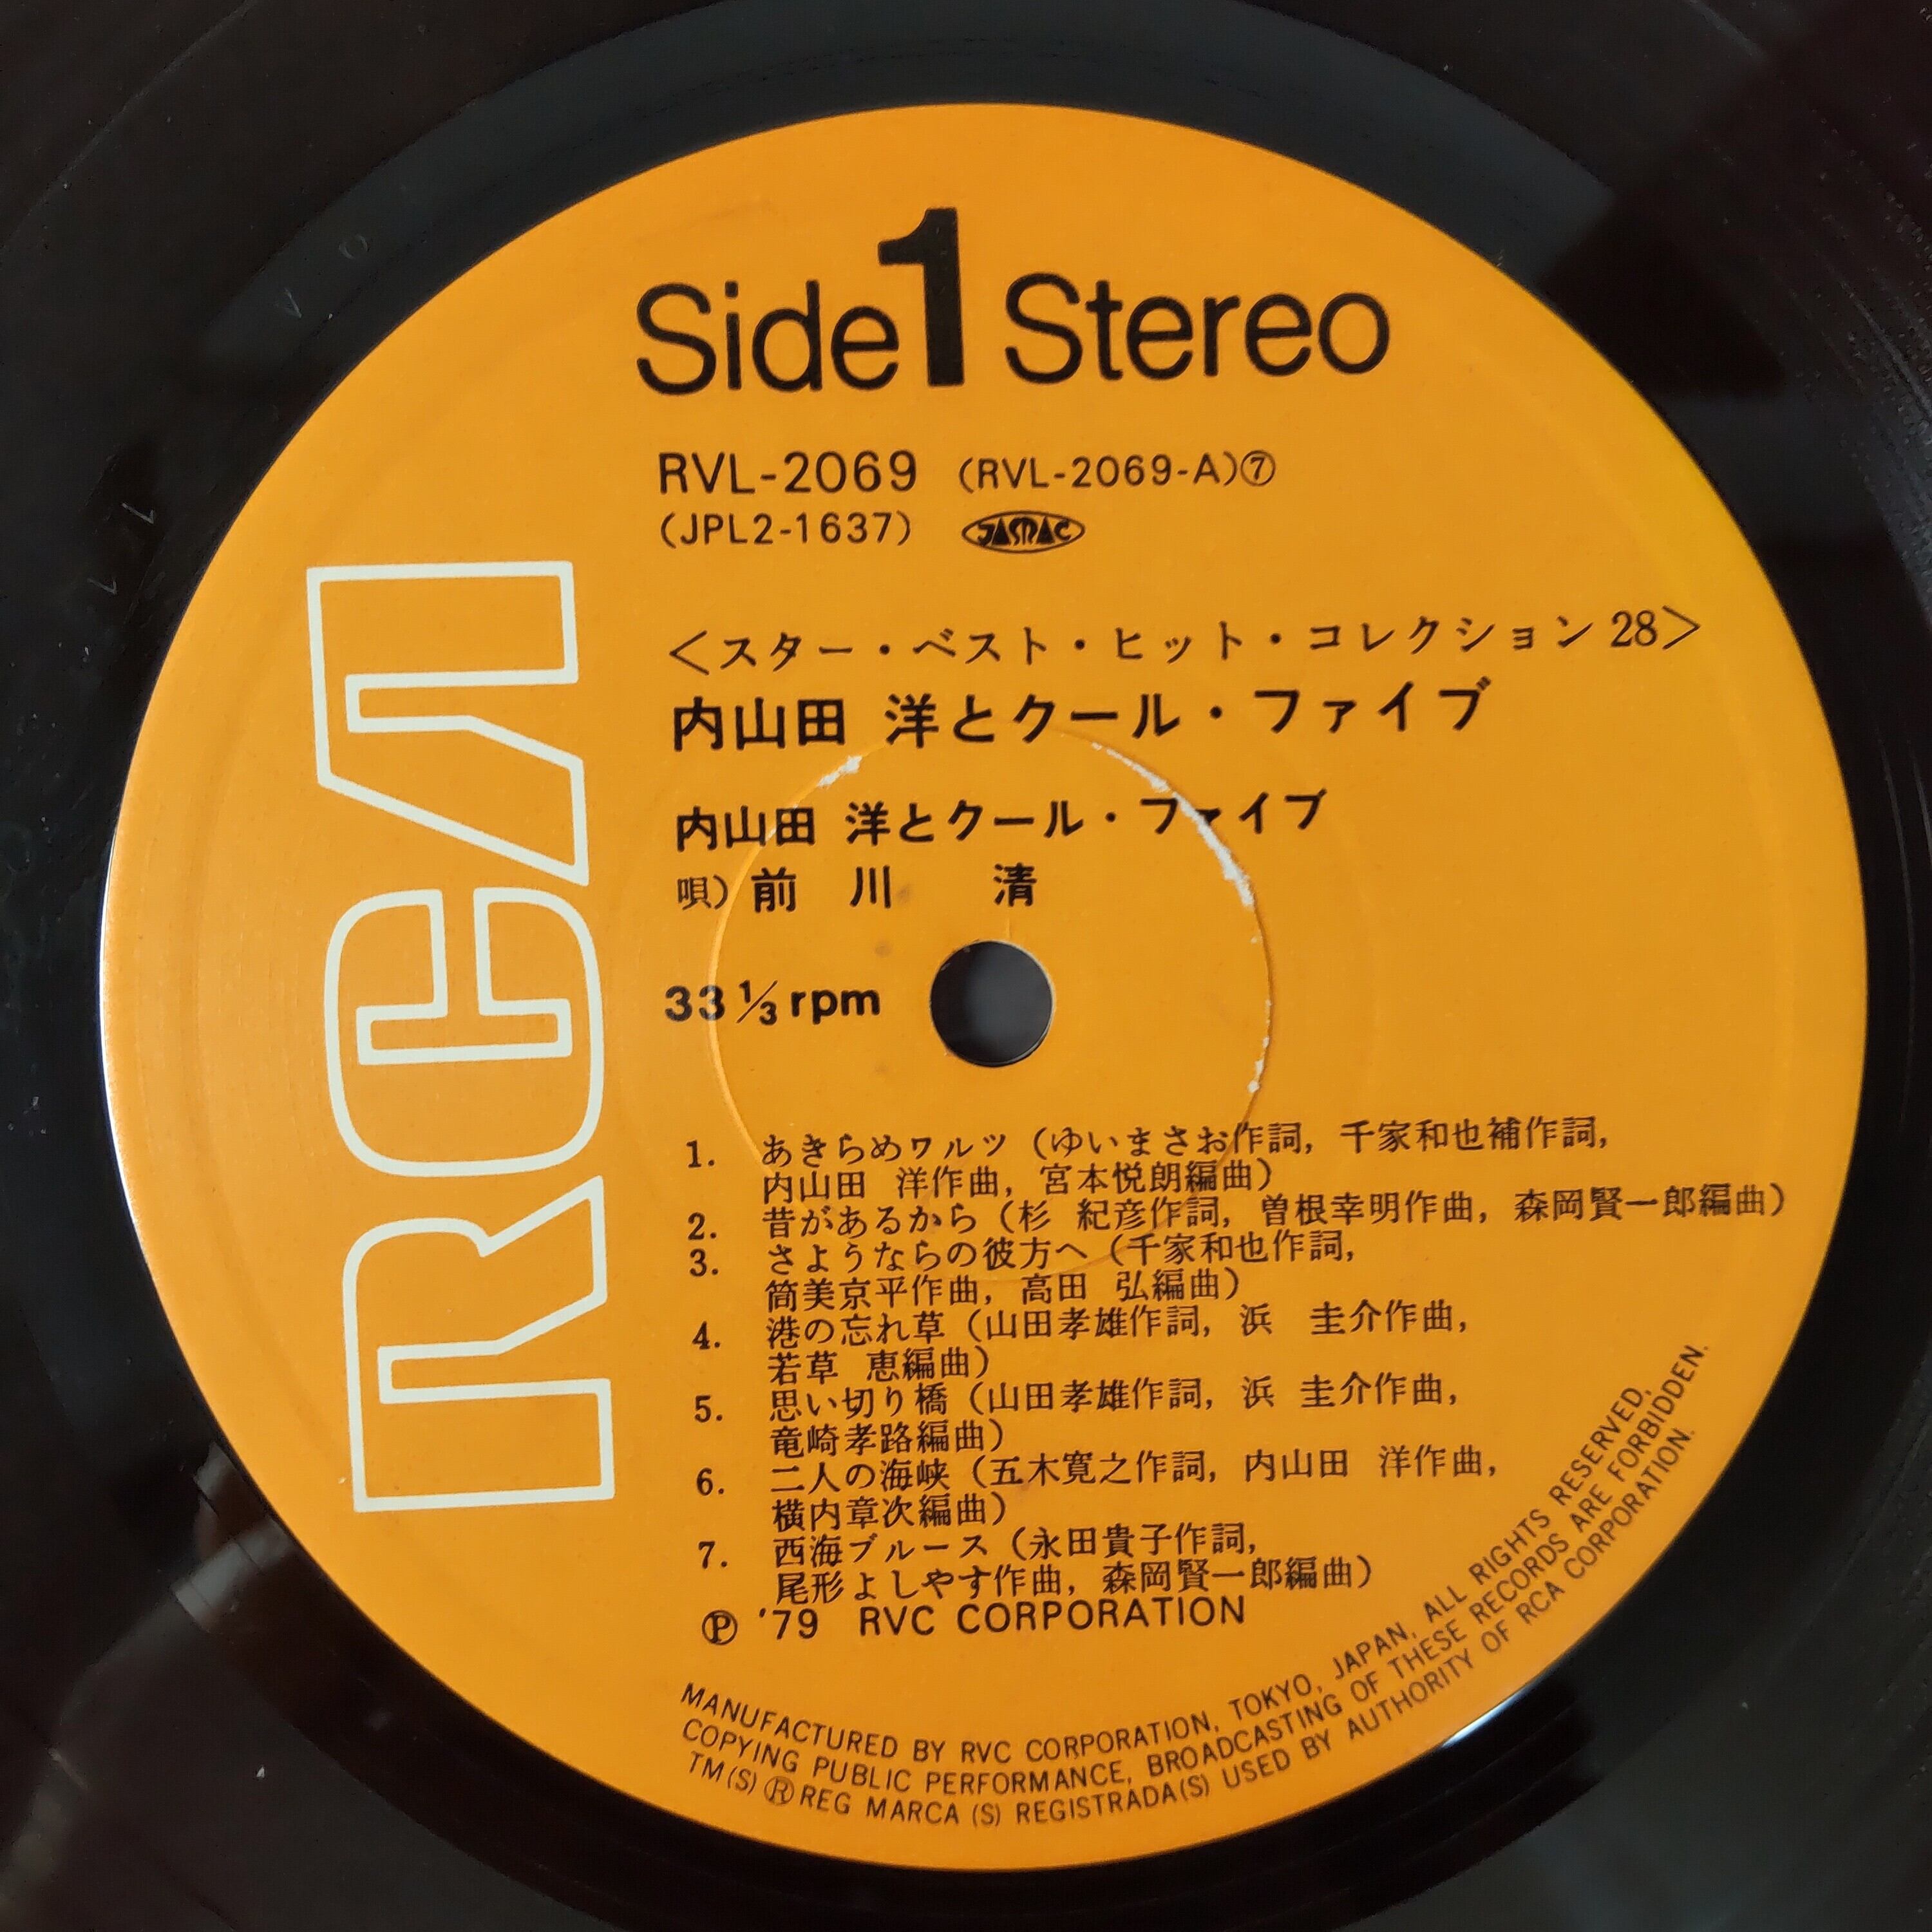 Side 1 Stereo
RVL-2069 (RVL-2069-A)⑦
(JPL2-1637) JASRAC
<スター・ベスト・ヒット・コレクション 28>
内山田 洋とクール・ファイブ
内山田 洋とクール・ファイブ
唄)前 川 清
33 1/3 rpm
RCA
1. あきらめワルツ(ゆいまさお作詞, 千家和也補作詞,
内山田 洋作曲, 宮本悦朗編曲)
2. 昔があるから(杉 紀彦作詞, 曽根幸明作曲, 森岡賢一郎編曲)
3. さようならの彼方へ(千家和也作詞,
筒美京平作曲, 高田 弘編曲)
4. 港の忘れ草(山田孝雄作詞, 浜 圭介作曲,
若草 恵編曲)
5. 思い切り橋(山田孝雄作詞, 浜 圭介作曲,
竜崎孝路編曲)
6. 二人の海峡(五木寛之作詞, 内山田 洋作曲,
横内章次編曲)
7. 西海ブルース(永田貴子作詞,
尾形よしやす作曲, 森岡賢一郎編曲)
Ⓟ '79 RVC CORPORATION
MANUFACTURED BY RVC CORPORATION, TOKYO, JAPAN, ALL RIGHTS RESERVED,
COPYING PUBLIC PERFORMANCE, BROADCASTING OF THESE RECORDS ARE FORBIDDEN.
TM(S) ® REG MARCA (S) REGISTRADA(S) USED BY AUTHORITY OF RCA CORPORATION.